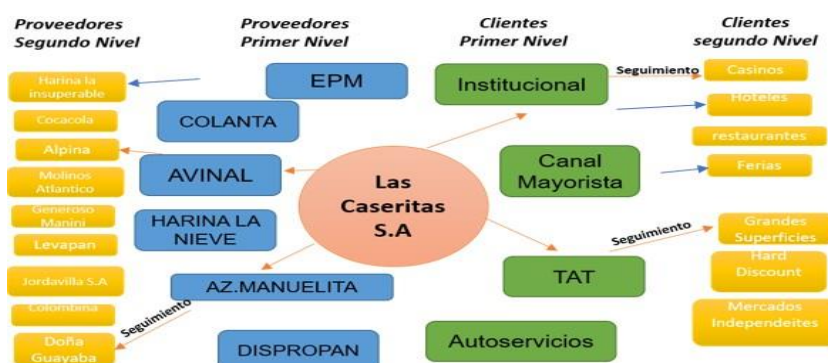 Proveedores
Segundo Nivel
Proveedores
Primer Nivel
Clientes
Primer Nivel
Clientes
segundo Nivel
Harina la
insuperable
Cocacola
Alpina
Molinos
Atlantico
Generoso
Manini
Levapan
Jordavilla S.A
Colombina
Doña
Guayaba
Seguimiento
EPM
COLANTA
AVINAL
HARINA LA
NIEVE
AZ.MANUELITA
DISPROPAN
Las
Caseritas
S.A
Institucional
Canal
Mayorista
TAT
Autoservicios
Seguimiento
Seguimiento
Casinos
Hoteles
restaurantes
Ferias
Grandes
Superficies
Hard
Discount
Mercados
Independeites